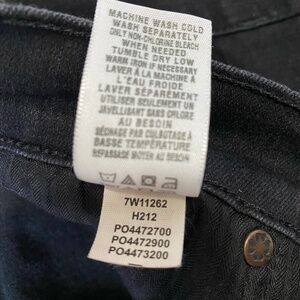 MACHINE WASH COLD
WASH SEPARATELY
ONLY NON-CHLORINE BLEACH
WHEN NEEDED
TUMBLE DRY LOW
WARM IRON IF NECESSARY
LAVER À LA MACHINE À
L'EAU FROIDE
LAVER SÉPARÉMENT
UTILISER SEULEMENT UN
JAVELLISANT SANS CHLORE
AU BESOIN
SÉCHAGE PAR CULBUTAGE À
BASSE TEMPÉRATURE
REPASSAGE MOYEN AU BESOIN
7W11262
H212
PO4472700
PO4472900
PO4473200